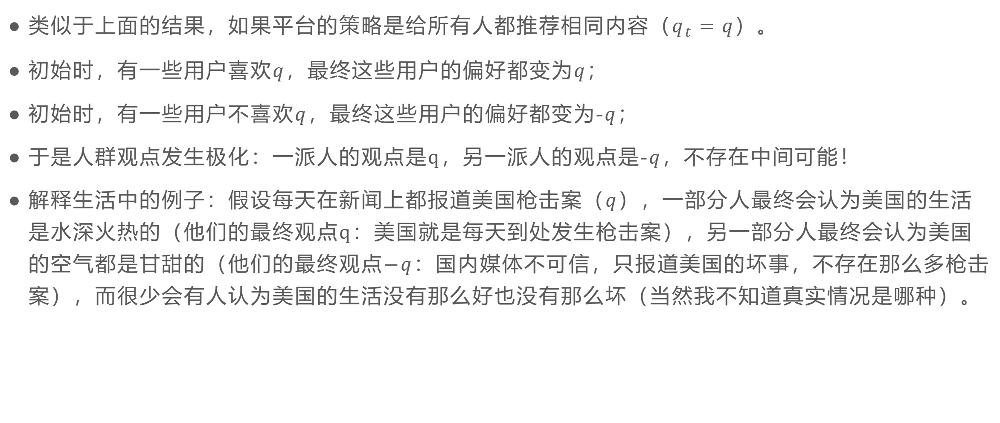 ● 类似于上面的结果，如果平台的策略是给所有人都推荐相同内容（q_t = q）。
● 初始时，有一些用户喜欢q，最终这些用户的偏好都变为q；
● 初始时，有一些用户不喜欢q，最终这些用户的偏好都变为-q；
● 于是人群观点发生极化：一派人的观点是q，另一派人的观点是-q，不存在中间可能！
● 解释生活中的例子：假设每天在新闻上都报道美国枪击案（q），一部分人最终会认为美国的生活
是水深火热的（他们的最终观点q：美国就是每天到处发生枪击案），另一部分人最终会认为美国
的空气都是甘甜的（他们的最终观点−q：国内媒体不可信，只报道美国的坏事，不存在那么多枪击
案），而很少会有人认为美国的生活没有那么好也没有那么坏（当然我不知道真实情况是哪种）。